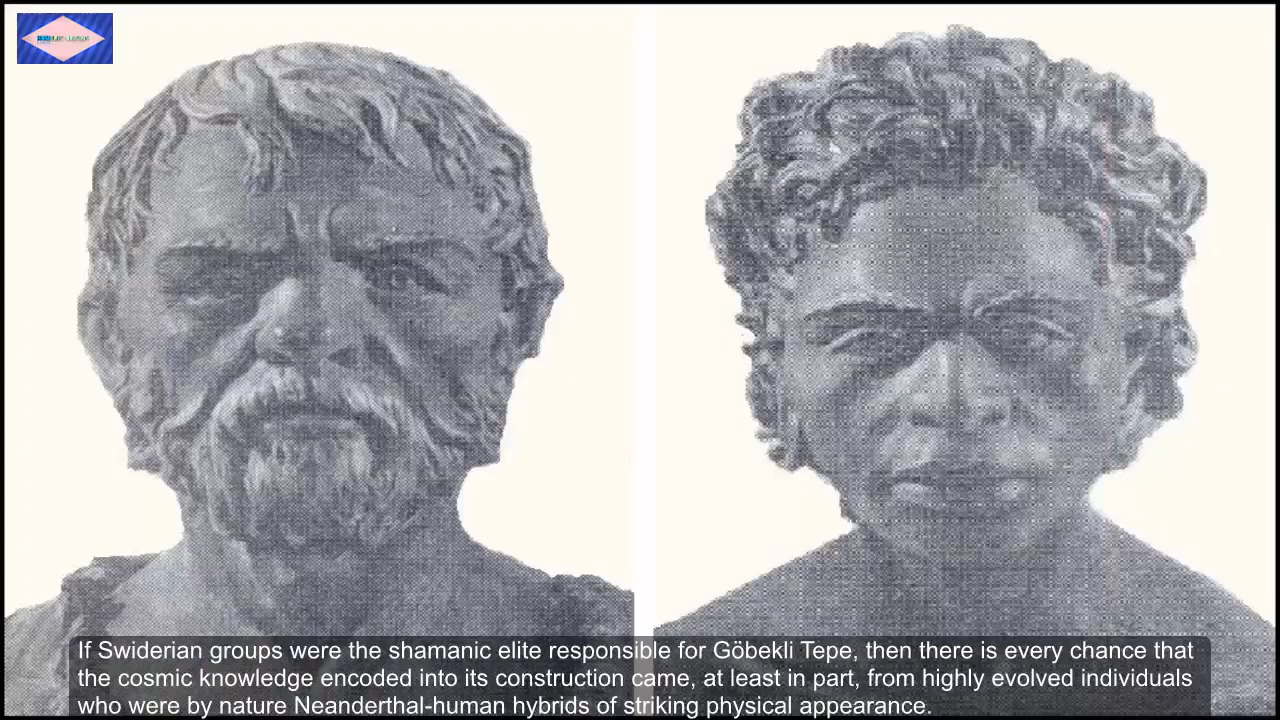 If Swiderian groups were the shamanic elite responsible for Göbekli Tepe, then there is every chance that
the cosmic knowledge encoded into its construction came, at least in part, from highly evolved individuals
who were by nature Neanderthal-human hybrids of striking physical appearance.